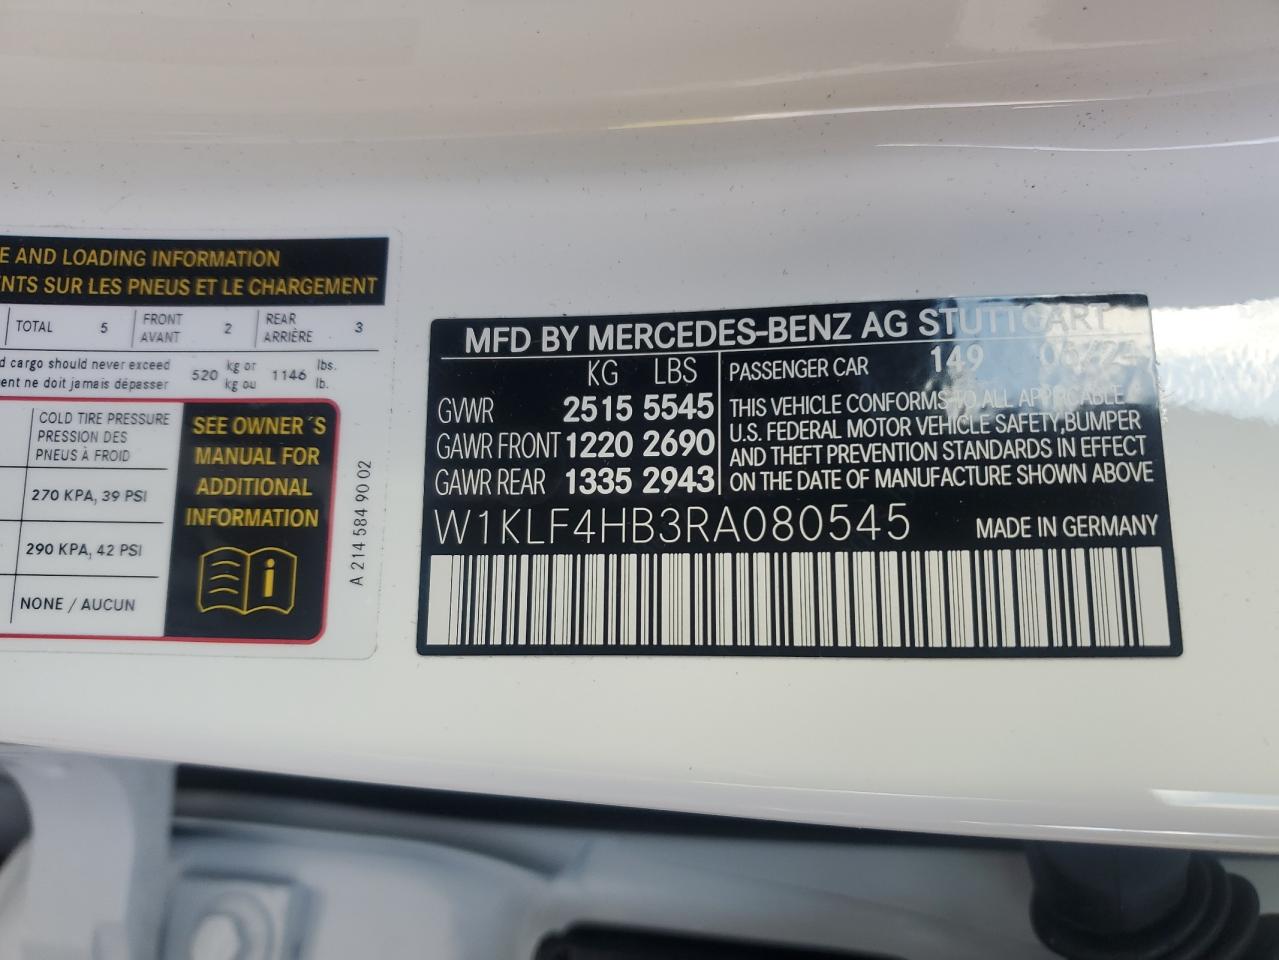 E AND LOADING INFORMATION
NTS SUR LES PNEUS ET LE CHARGEMENT
TOTAL 5 FRONT AVANT 2 REAR ARRIÈRE 3
d cargo should never exceed
ent ne doit jamais dépasser
520 kg or kg ou 1146 lbs. lb.
COLD TIRE PRESSURE
PRESSION DES
PNEUS À FROID
270 KPA, 39 PSI
290 KPA, 42 PSI
NONE / AUCUN
SEE OWNER´S
MANUAL FOR
ADDITIONAL
INFORMATION
i
A 214 584 90 02
MFD BY MERCEDES-BENZ AG STUTTGART
KG LBS
GVWR 2515 5545
GAWR FRONT 1220 2690
GAWR REAR 1335 2943
PASSENGER CAR 149
THIS VEHICLE CONFORMS TO ALL APPLICABLE
U.S. FEDERAL MOTOR VEHICLE SAFETY,BUMPER
AND THEFT PREVENTION STANDARDS IN EFFECT
ON THE DATE OF MANUFACTURE SHOWN ABOVE
W1KLF4HB3RA080545 MADE IN GERMANY